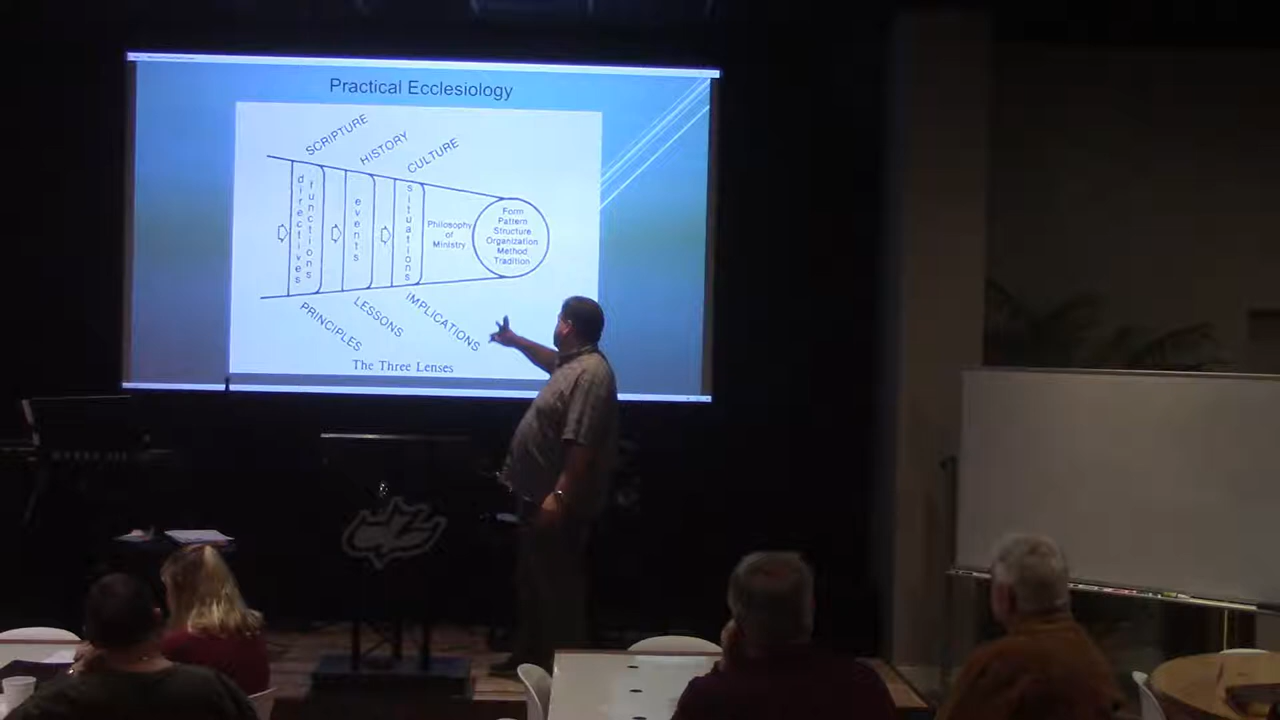 Practical Ecclesiology
SCRIPTURE
HISTORY
CULTURE
directives
functions
events
situations
Philosophy
of
Ministry
Form
Pattern
Structure
Organization
Method
Tradition
PRINCIPLES
LESSONS
IMPLICATIONS
The Three Lenses